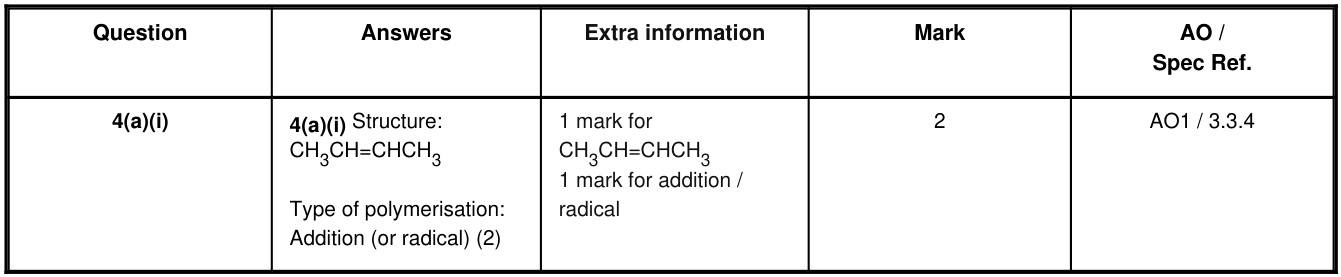 Question
Answers
Extra information
Mark
AO /
Spec Ref.
4(a)(i)
4(a)(i) Structure:
CH₃CH=CHCH₃
Type of polymerisation:
Addition (or radical) (2)
1 mark for
CH₃CH=CHCH₃
1 mark for addition /
radical
2
AO1 / 3.3.4